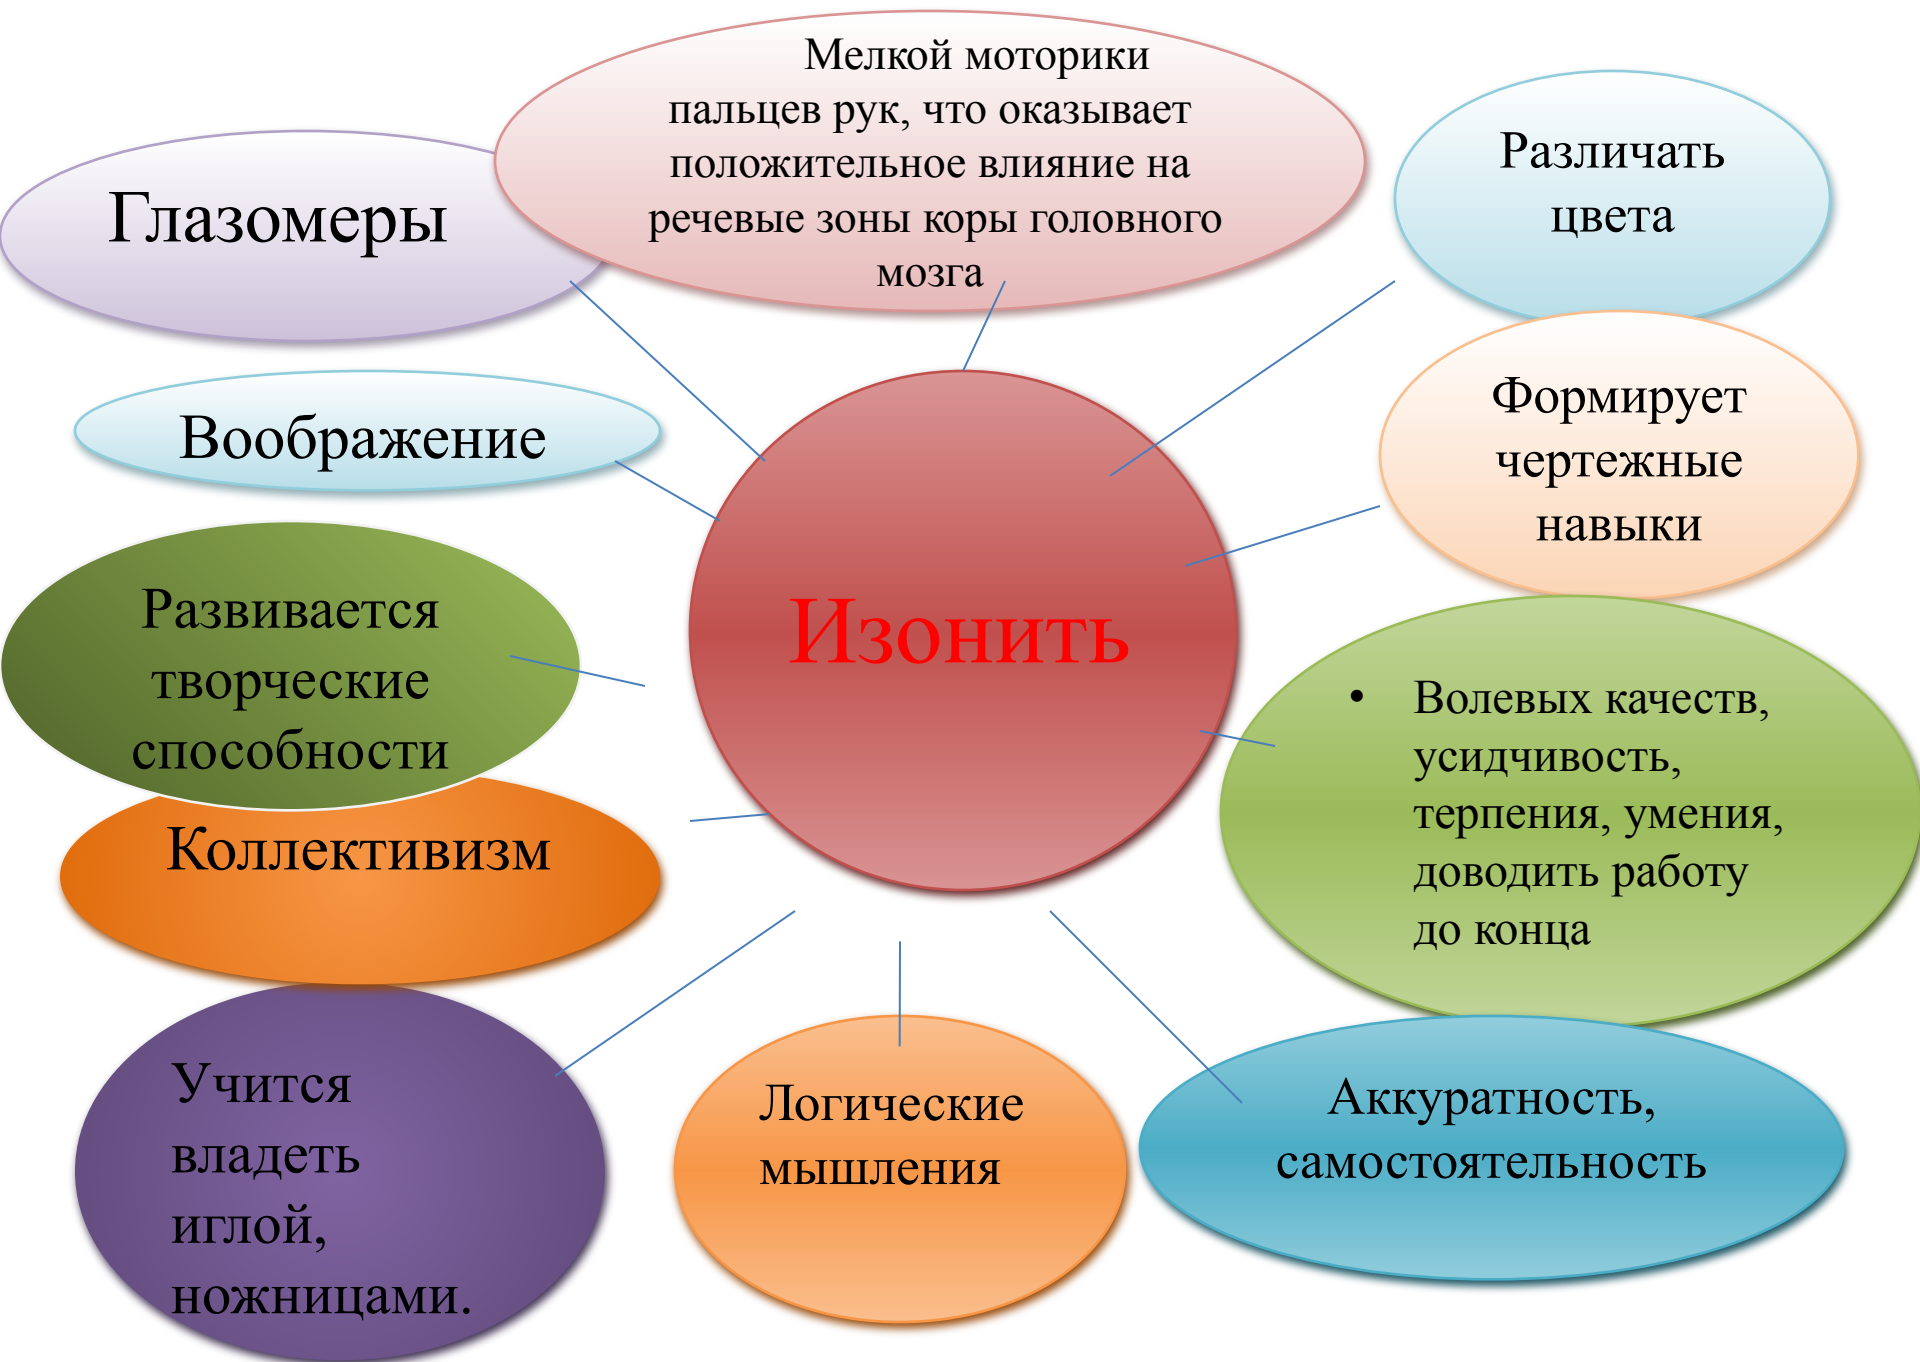 Мелкой моторики
пальцев рук, что оказывает
положительное влияние на
речевые зоны коры головного
мозга
Глазомеры
Различать
цвета
Воображение
Формирует
чертежные
навыки
Изонить
Развивается
творческие
способности
• Волевых качеств,
усидчивость,
терпения, умения,
доводить работу
до конца
Коллективизм
Учится
владеть
иглой,
ножницами.
Логические
мышления
Аккуратность,
самостоятельность